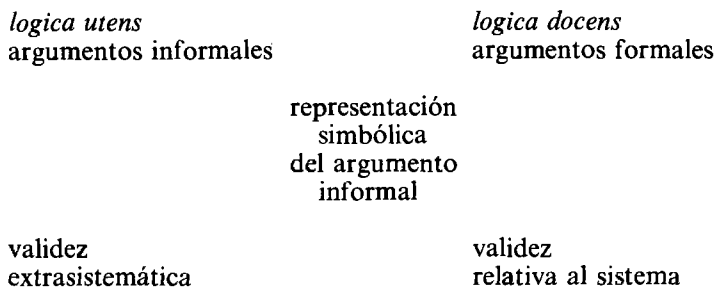 logica utens
argumentos informales
logica docens
argumentos formales
representación
simbólica
del argumento
informal
validez
extrasistemática
validez
relativa al sistema